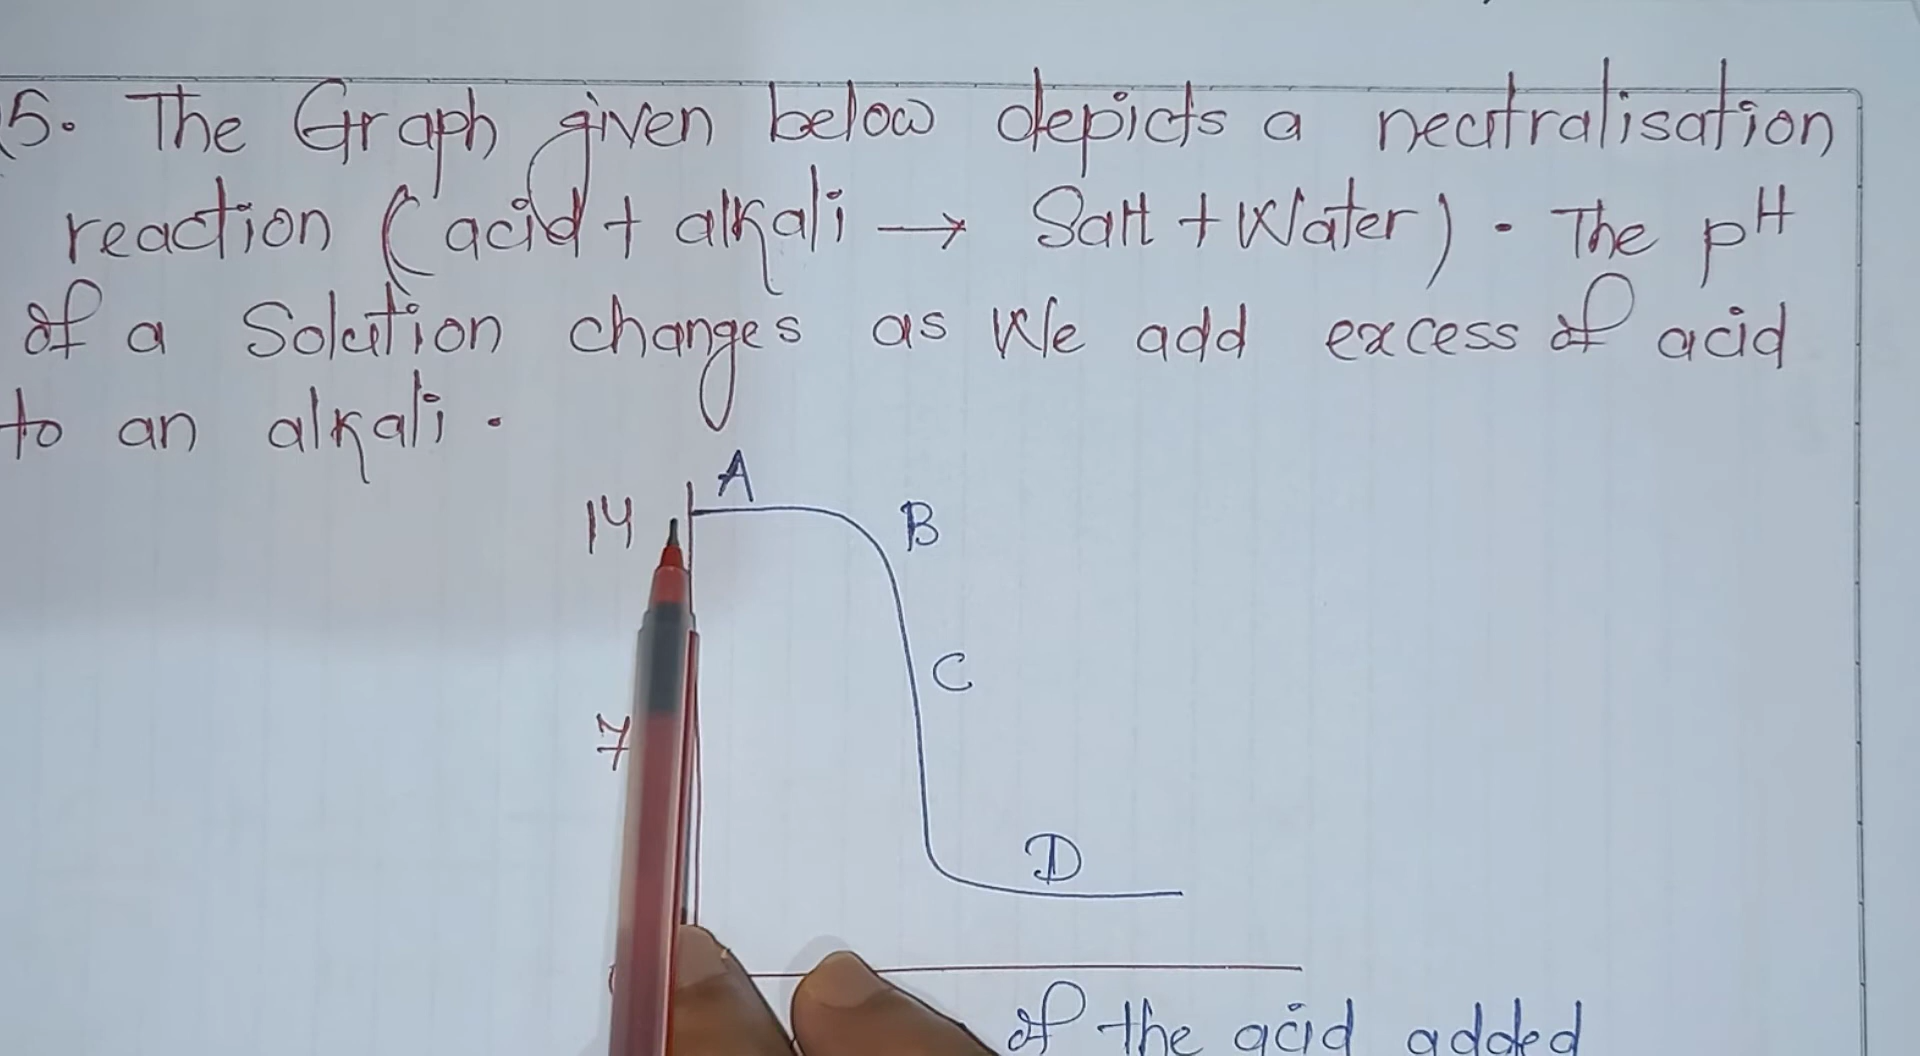 5. The Graph given below depicts a neutralisation
reaction (acid + alkali → Salt + Water). The pH
of a Solution changes as We add excess of acid
to an alkali.
A
14
B
C
7
D
of the acid added